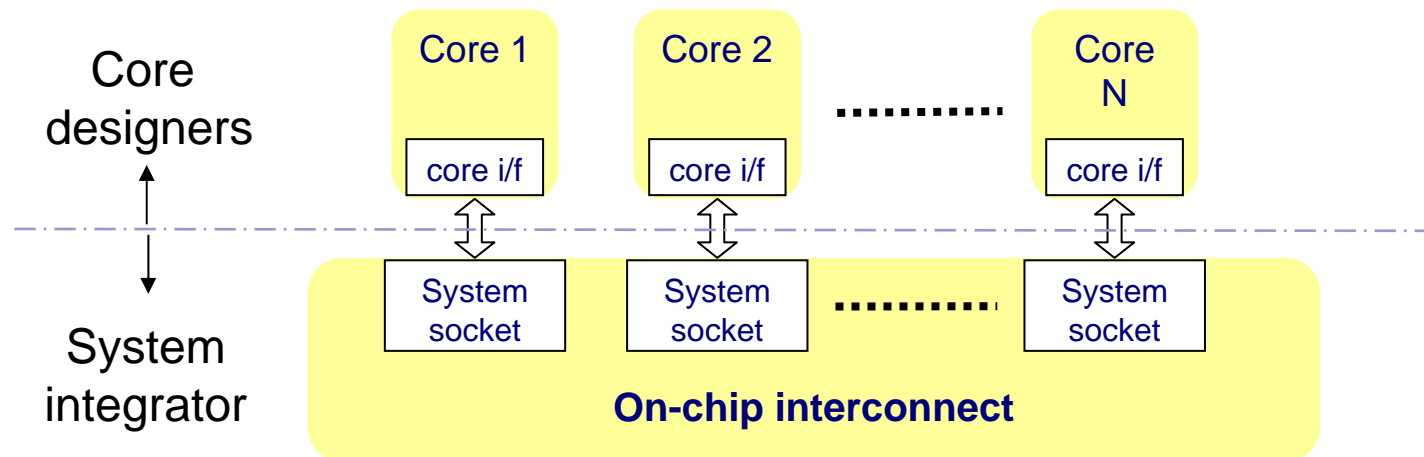 Core
designers
Core 1
Core 2
Core
N
core i/f
core i/f
core i/f
System
integrator
System
socket
System
socket
System
socket
On-chip interconnect